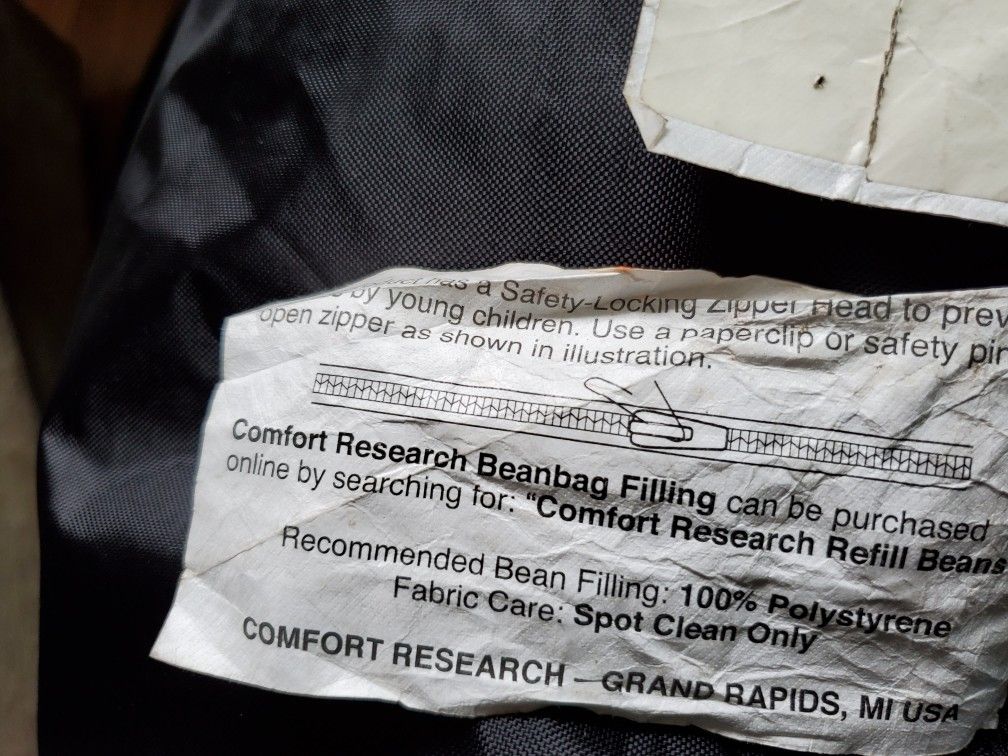 has a Safety-Locking Zipper Head to prev
by young children. Use a paperclip or safety pin
open zipper as shown in illustration.
Comfort Research Beanbag Filling can be purchased
online by searching for: "Comfort Research Refill Beans
Recommended Bean Filling: 100% Polystyrene
Fabric Care: Spot Clean Only
COMFORT RESEARCH – GRAND RAPIDS, MI USA